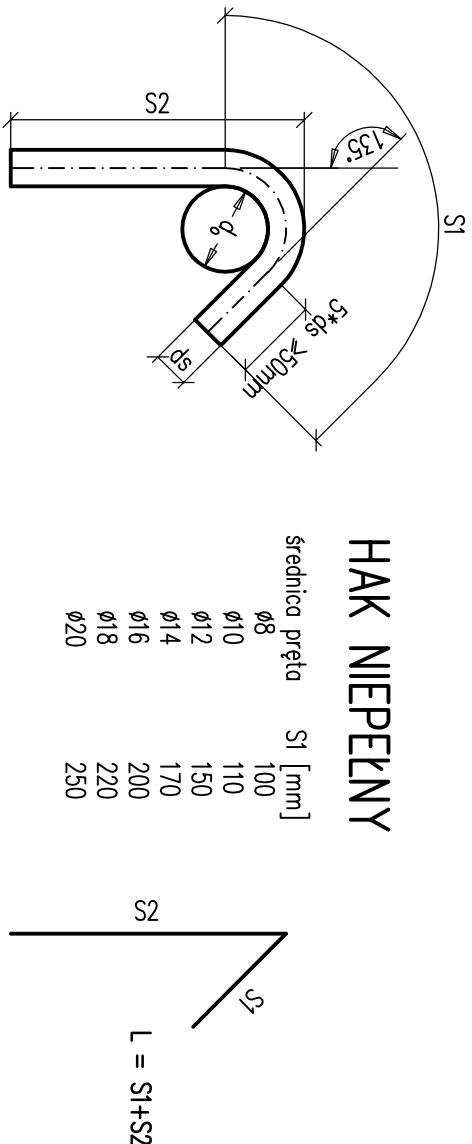 S1
S2
135°
do
5*ds ≥50mm
ds
HAK NIEPEŁNY
średnica pręta S1 [mm]
ø8 100
ø10 110
ø12 150
ø14 170
ø16 200
ø18 220
ø20 250
S2
S1
L = S1+S2